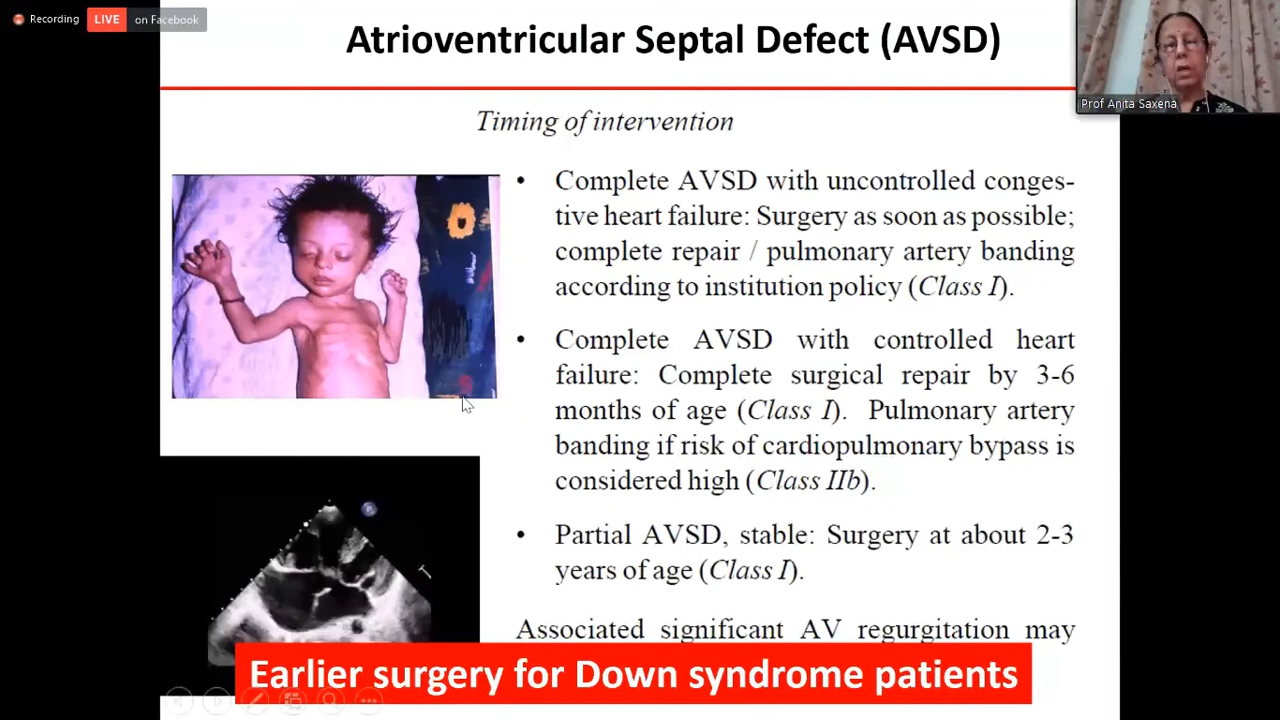 Recording
LIVE on Facebook
Atrioventricular Septal Defect (AVSD)
Prof Anita Saxena
Timing of intervention
• Complete AVSD with uncontrolled conges-
tive heart failure: Surgery as soon as possible;
complete repair / pulmonary artery banding
according to institution policy (Class I).
• Complete AVSD with controlled heart
failure: Complete surgical repair by 3-6
months of age (Class I). Pulmonary artery
banding if risk of cardiopulmonary bypass is
considered high (Class IIb).
• Partial AVSD, stable: Surgery at about 2-3
years of age (Class I).
Associated significant AV regurgitation may
Earlier surgery for Down syndrome patients